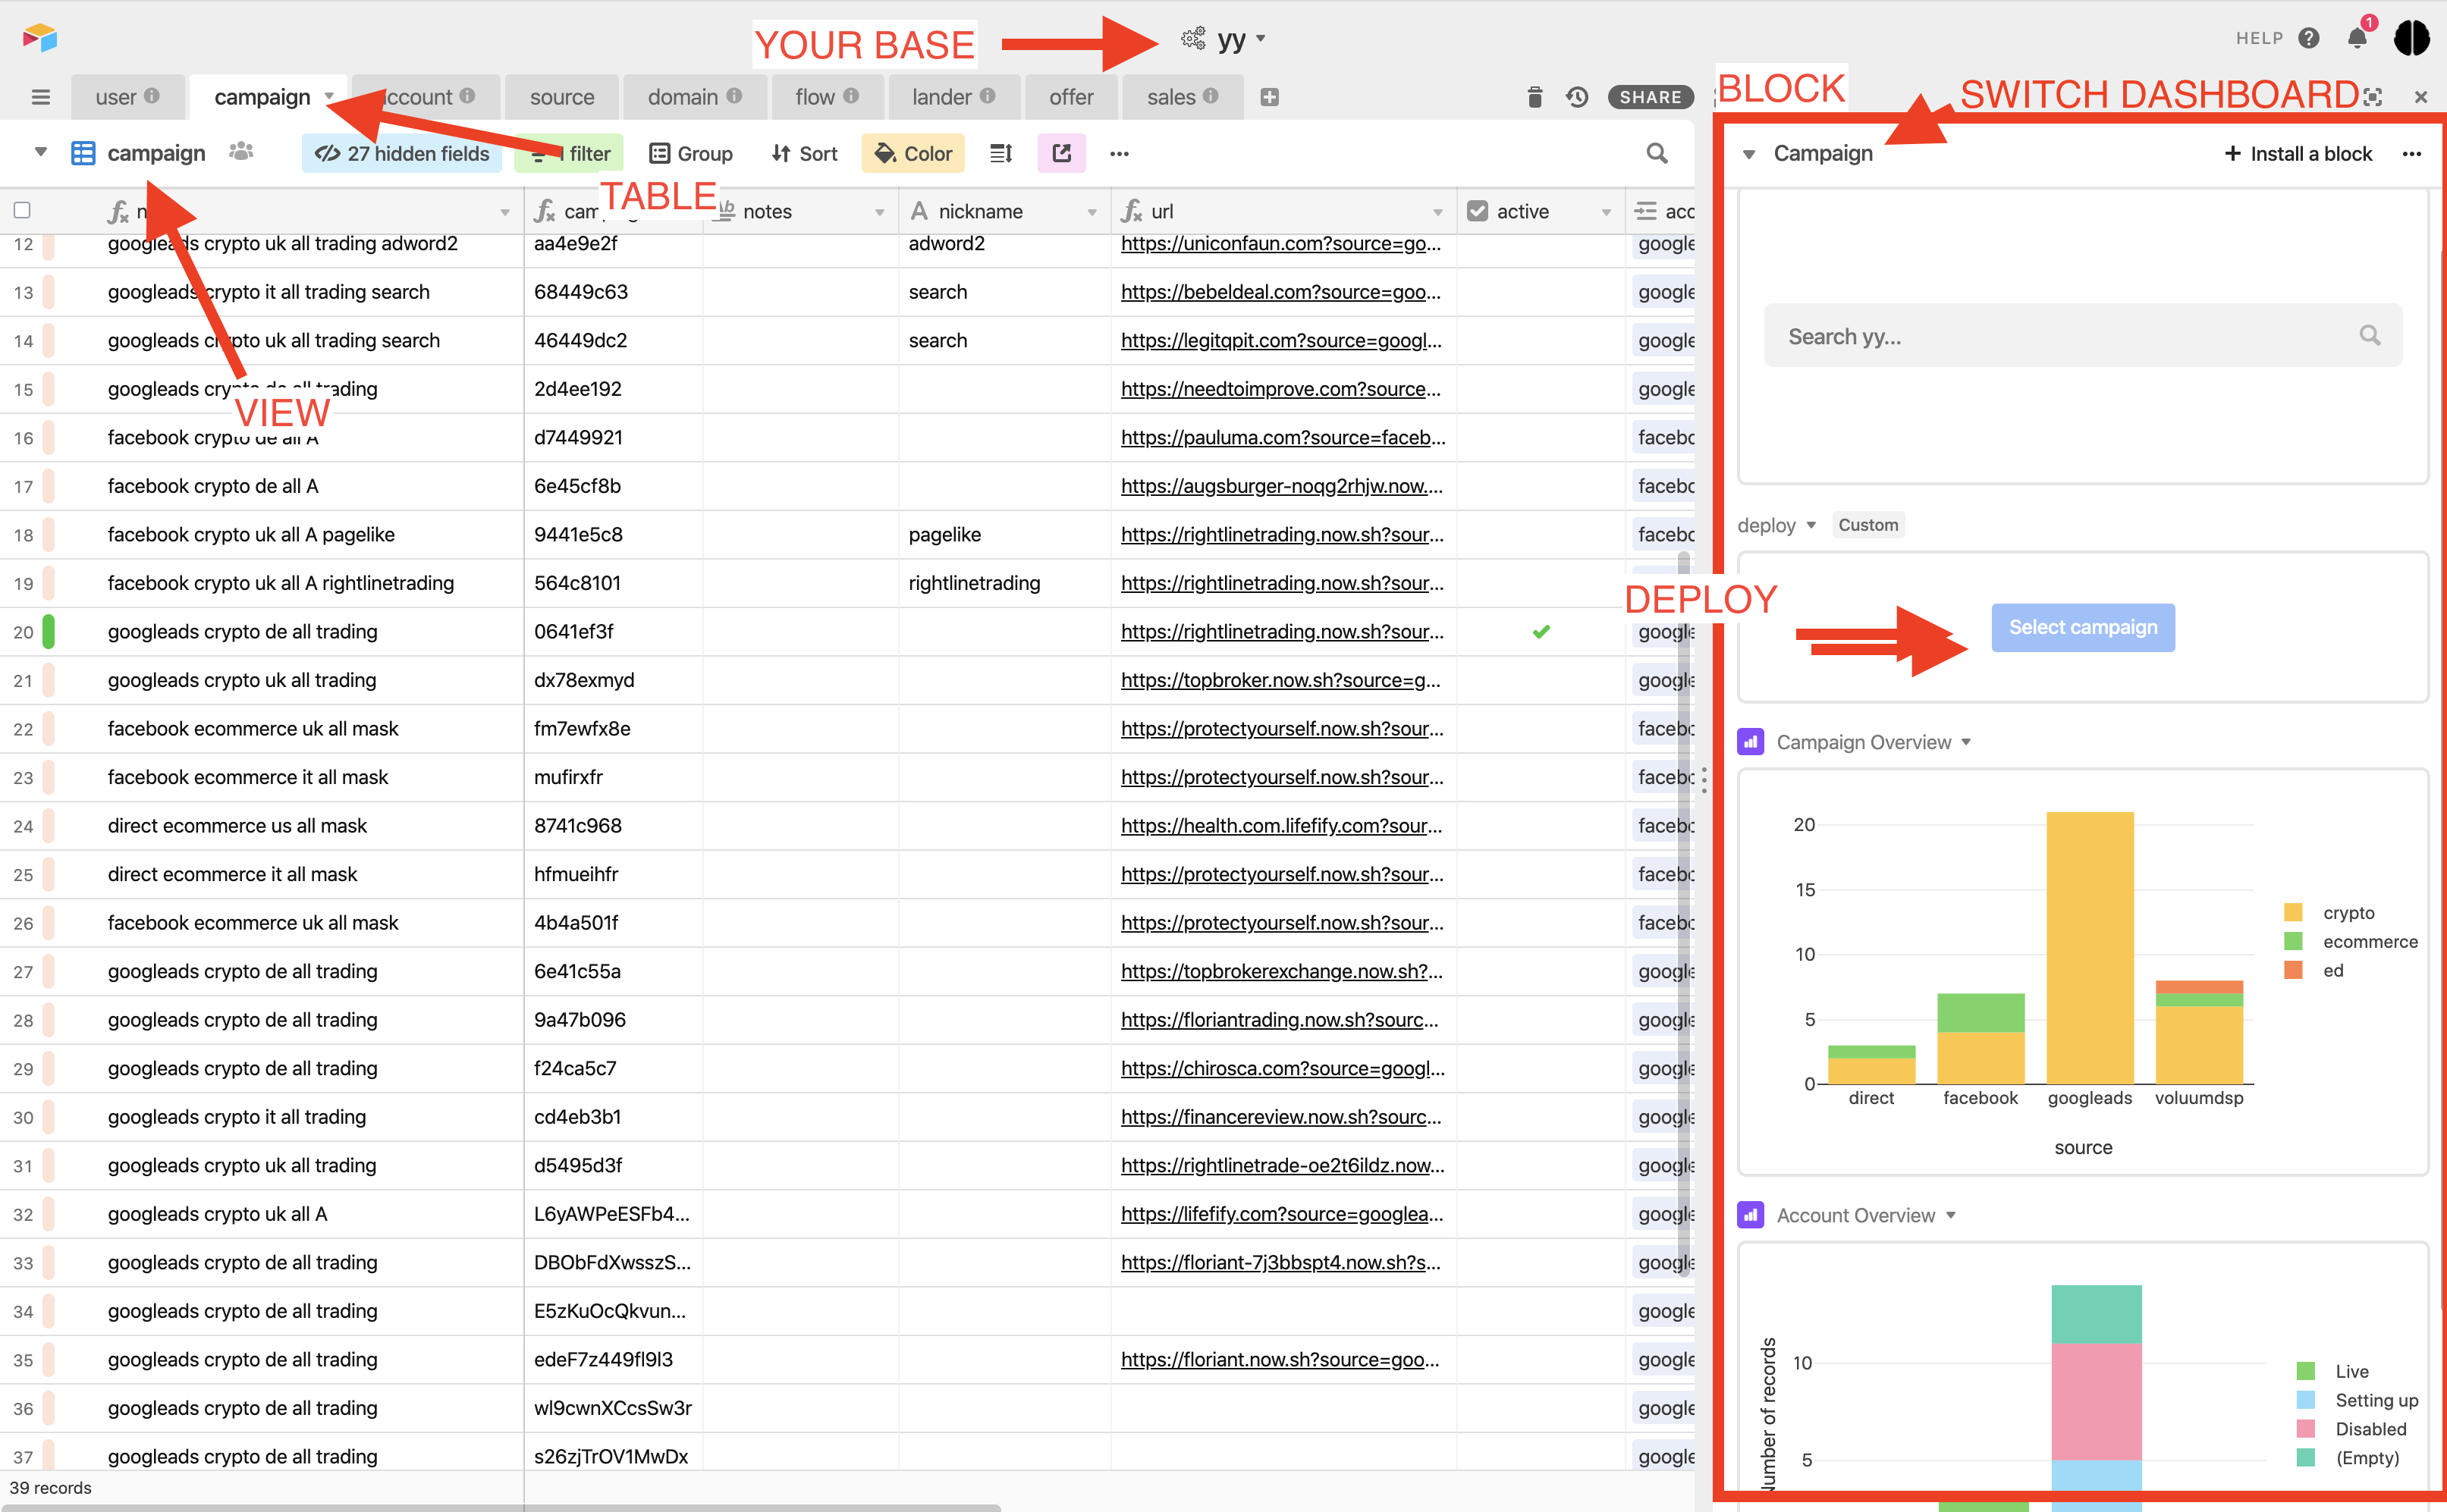 YOUR BASE
yy
HELP
1
user
campaign
ccount
source
domain
flow
lander
offer
sales
SHARE
BLOCK
SWITCH DASHBOARD
campaign
27 hidden fields
1 filter
Group
Sort
Color
Campaign
Install a block
TABLE
notes
nickname
url
active
12 googleads crypto uk all trading adword2 aa4e9e2f adword2 https://uniconfaun.com?source=go...
13 googleads crypto it all trading search 68449c63 search https://bebeldeal.com?source=goo... google
14 googleads crypto uk all trading search 46449dc2 search https://legitqpit.com?source=googl... google
15 googleads crypto de all trading 2d4ee192 https://needtoimprove.com?source... google
VIEW
16 facebook crypto de all A d7449921 https://pauluma.com?source=faceb...
17 facebook crypto de all A 6e45cf8b https://augsburger-noqg2rhjw.now....
18 facebook crypto uk all A pagelike 9441e5c8 pagelike https://rightlinetrading.now.sh?sour...
19 facebook crypto uk all A rightlinetrading 564c8101 rightlinetrading https://rightlinetrading.now.sh?sour...
20 googleads crypto de all trading 0641ef3f https://rightlinetrading.now.sh?sour... google
21 googleads crypto uk all trading dx78exmyd https://topbroker.now.sh?source=g... google
22 facebook ecommerce uk all mask fm7ewfx8e https://protectyourself.now.sh?sour...
23 facebook ecommerce it all mask mufirxfr https://protectyourself.now.sh?sour...
24 direct ecommerce us all mask 8741c968 https://health.com.lifefify.com?sour...
25 direct ecommerce it all mask hfmueihfr https://protectyourself.now.sh?sour...
26 facebook ecommerce uk all mask 4b4a501f https://protectyourself.now.sh?sour...
27 googleads crypto de all trading 6e41c55a https://topbrokerexchange.now.sh?... google
28 googleads crypto de all trading 9a47b096 https://floriantrading.now.sh?sourc... google
29 googleads crypto de all trading f24ca5c7 https://chirosca.com?source=googl... google
30 googleads crypto it all trading cd4eb3b1 https://financereview.now.sh?sourc... google
31 googleads crypto uk all trading d5495d3f https://rightlinetrade-oe2t6ildz.now... google
32 googleads crypto uk all A L6yAWPeESFb4... https://lifefify.com?source=googlea... google
33 googleads crypto de all trading DBObFdXwsszS... https://floriant-7j3bbspt4.now.sh?s... google
34 googleads crypto de all trading E5zKuOcQkvun... google
35 googleads crypto de all trading edeF7z449fl9l3 https://floriant.now.sh?source=goo... google
36 googleads crypto de all trading wl9cwnXCcsSw3r google
37 googleads crypto de all trading s26zjTrOV1MwDx google
39 records
Search yy...
deploy
Custom
DEPLOY
Select campaign
Campaign Overview
20
15
10
5
0
direct facebook googleads voluumdsp
source
crypto
ecommerce
ed
Account Overview
Number of records
10
5
Live
Setting up
Disabled
(Empty)